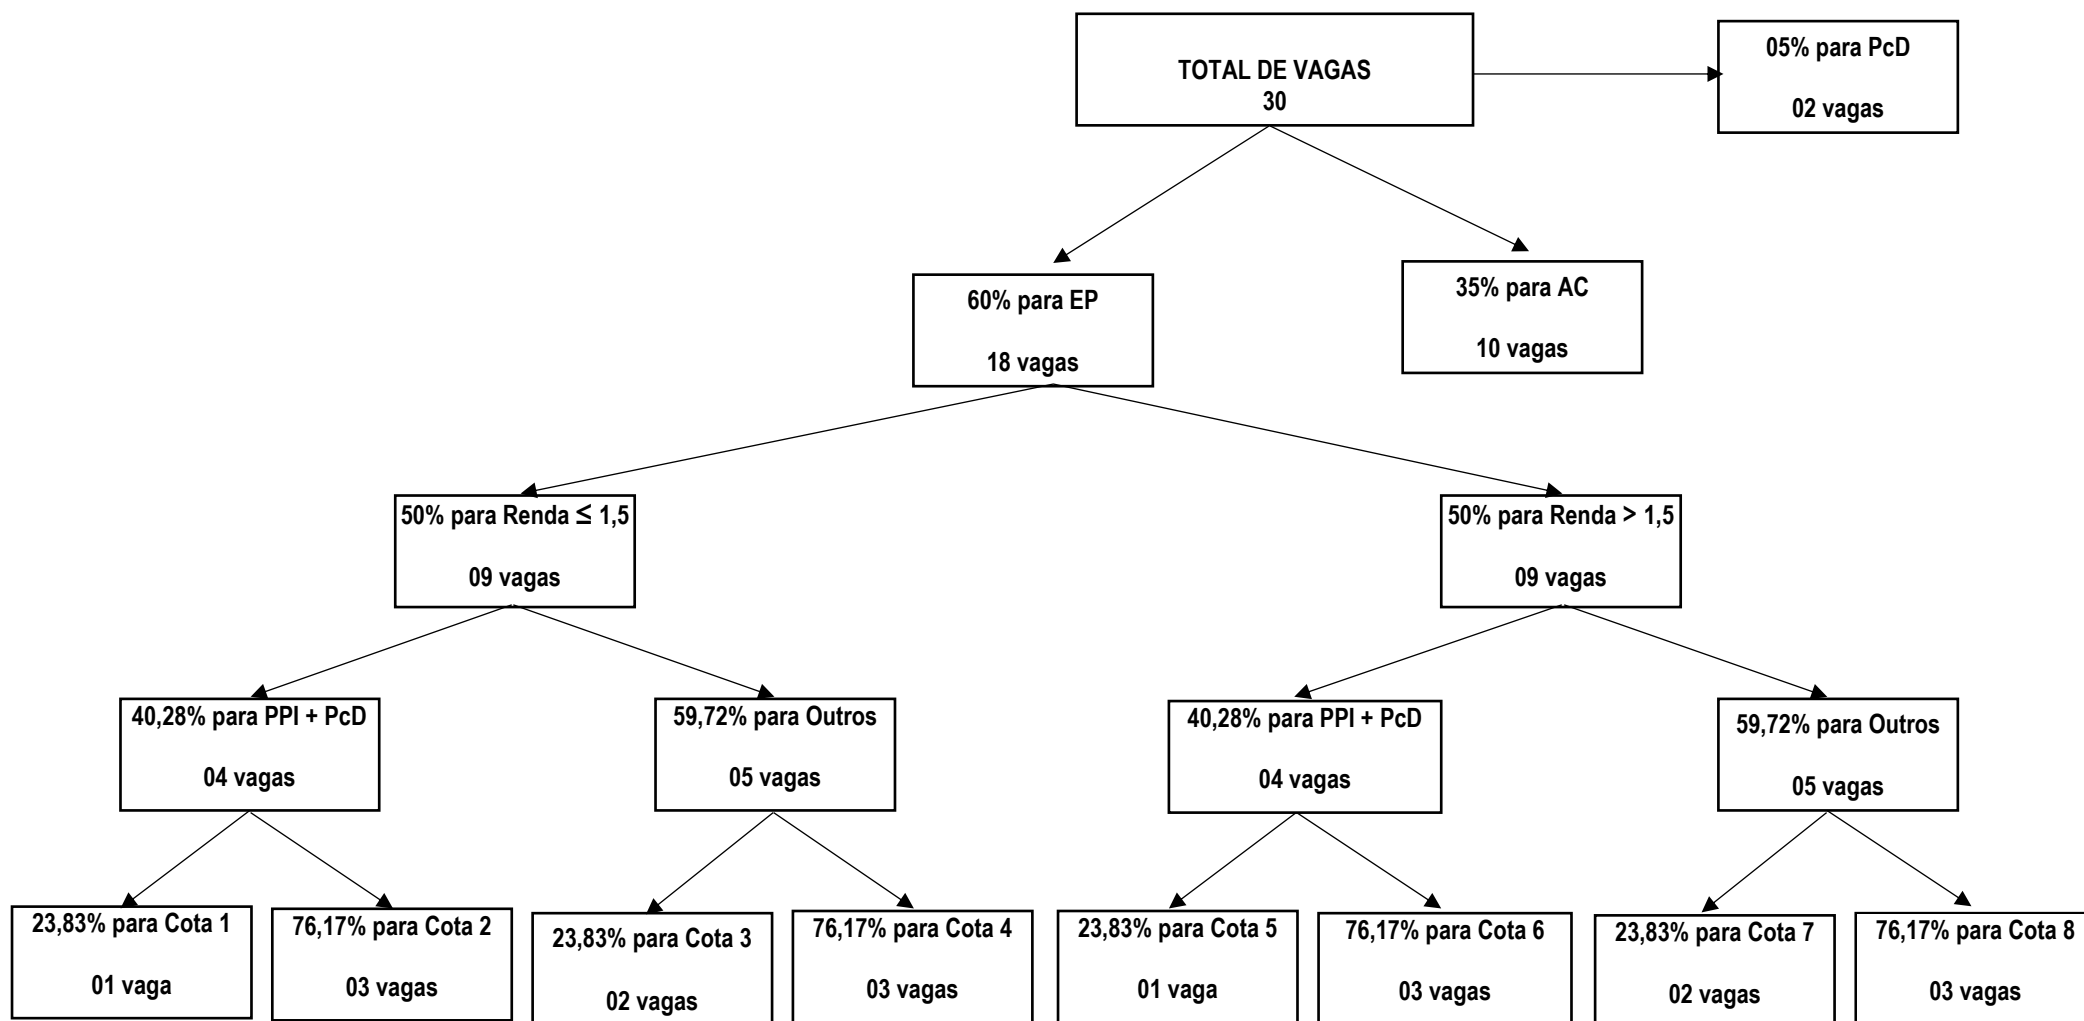 TOTAL DE VAGAS
30
05% para PcD
02 vagas
60% para EP
18 vagas
35% para AC
10 vagas
50% para Renda ≤ 1,5
09 vagas
50% para Renda > 1,5
09 vagas
40,28% para PPI + PcD
04 vagas
59,72% para Outros
05 vagas
40,28% para PPI + PcD
04 vagas
59,72% para Outros
05 vagas
23,83% para Cota 1
01 vaga
76,17% para Cota 2
03 vagas
23,83% para Cota 3
02 vagas
76,17% para Cota 4
03 vagas
23,83% para Cota 5
01 vaga
76,17% para Cota 6
03 vagas
23,83% para Cota 7
02 vagas
76,17% para Cota 8
03 vagas